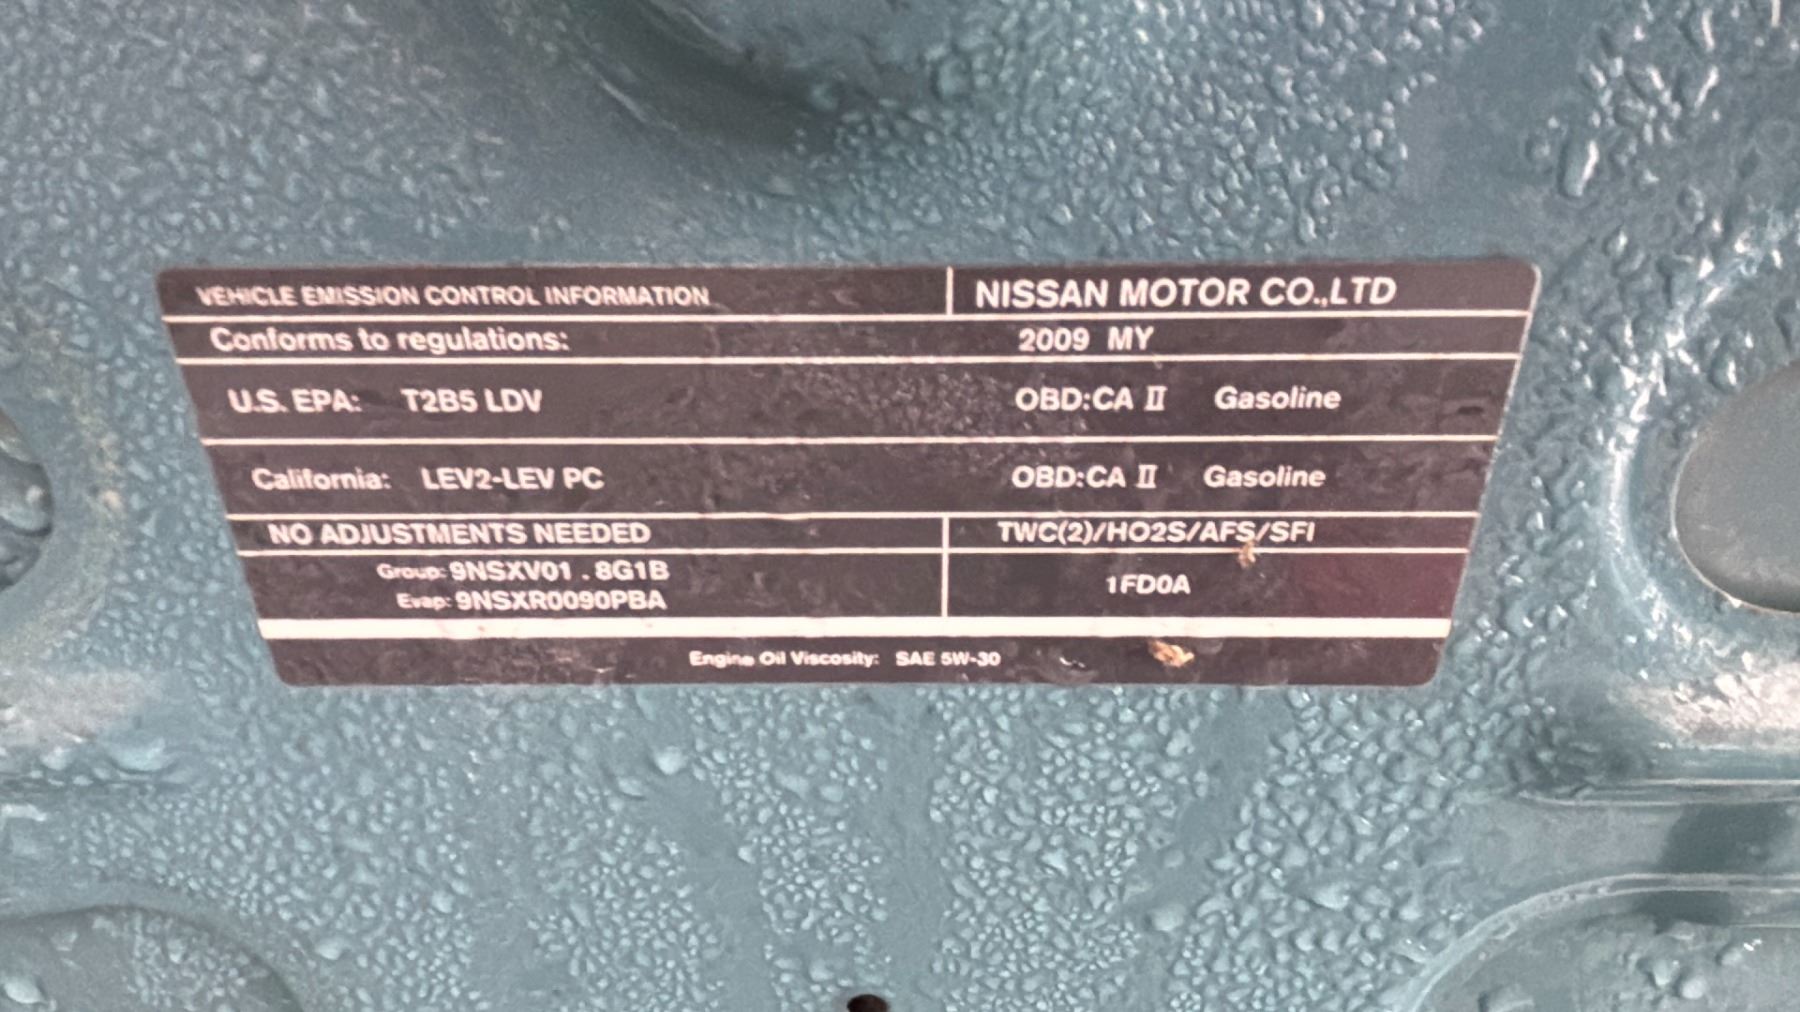 VEHICLE EMISSION CONTROL INFORMATION NISSAN MOTOR CO.,LTD
Conforms to regulations: 2009 MY
U.S. EPA: T2B5 LDV OBD:CA II Gasoline
California: LEV2-LEV PC OBD:CA II Gasoline
NO ADJUSTMENTS NEEDED TWC(2)/HO2S/AFS/SFI
Group: 9NSXV01.8G1B
Evap: 9NSXR0090PBA
1FD0A
Engine Oil Viscosity: SAE 5W-30